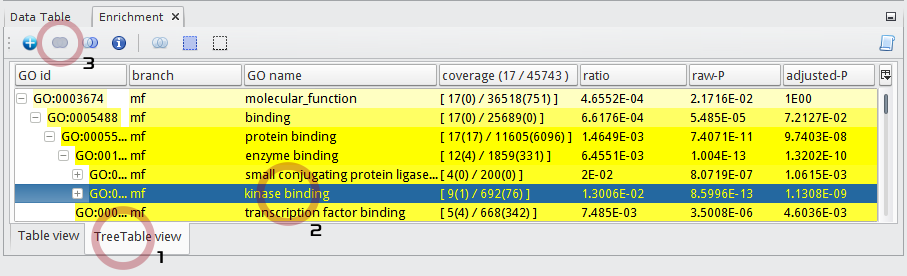 Data Table Enrichment
3
GO id branch GO name coverage (17 / 45743 ) ratio raw-P adjusted-P
GO:0003674 mf molecular_function [ 17(0) / 36518(751) ] 4.6552E-04 2.1716E-02 1E00
GO:0005488 mf binding [ 17(0) / 25689(0) ] 6.6176E-04 5.485E-05 7.2127E-02
GO:00055... mf protein binding [ 17(17) / 11605(6096) ] 1.4649E-03 7.4071E-11 9.7403E-08
GO:001... mf enzyme binding [ 12(4) / 1859(331) ] 6.4551E-03 1.004E-13 1.3202E-10
GO:0... mf small conjugating protein ligase... [ 4(0) / 200(0) ] 2E-02 8.0719E-07 1.0615E-03
GO:0... mf kinase binding [ 9(1) / 692(76) ] 1.3006E-02 8.5996E-13 1.1308E-09
GO:000... mf transcription factor binding [ 5(4) / 668(342) ] 7.485E-03 3.5008E-06 4.6036E-03
2
Table view TreeTable view
1